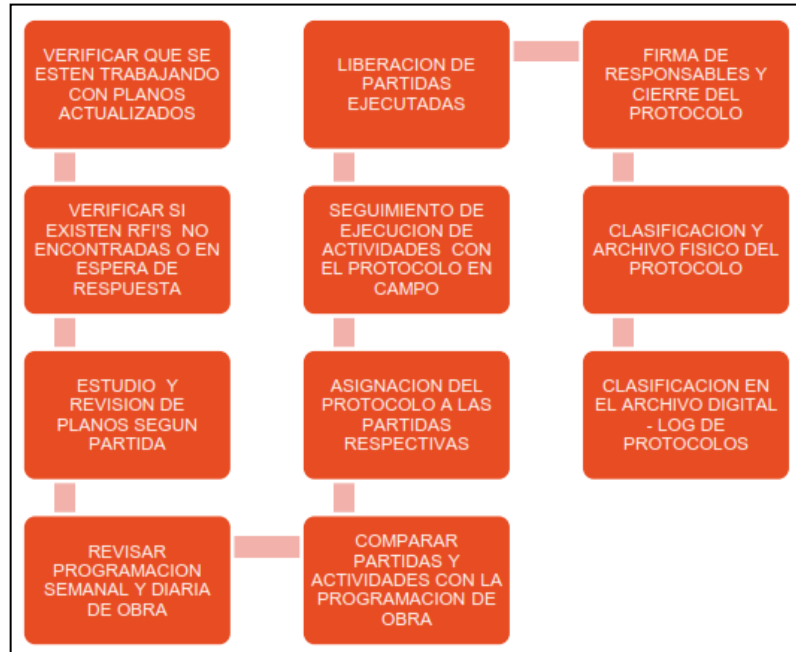 VERIFICAR QUE SE
ESTEN TRABAJANDO
CON PLANOS
ACTUALIZADOS
VERIFICAR SI
EXISTEN RFI'S NO
ENCONTRADAS O EN
ESPERA DE
RESPUESTA
ESTUDIO Y
REVISION DE
PLANOS SEGUN
PARTIDA
REVISAR
PROGRAMACION
SEMANAL Y DIARIA
DE OBRA
COMPARAR
PARTIDAS Y
ACTIVIDADES CON LA
PROGRAMACION DE
OBRA
ASIGNACION DEL
PROTOCOLO A LAS
PARTIDAS
RESPECTIVAS
SEGUIMIENTO DE
EJECUCION DE
ACTIVIDADES CON
EL PROTOCOLO EN
CAMPO
LIBERACION DE
PARTIDAS
EJECUTADAS
FIRMA DE
RESPONSABLES Y
CIERRE DEL
PROTOCOLO
CLASIFICACION Y
ARCHIVO FISICO DEL
PROTOCOLO
CLASIFICACION EN
EL ARCHIVO DIGITAL
- LOG DE
PROTOCOLOS